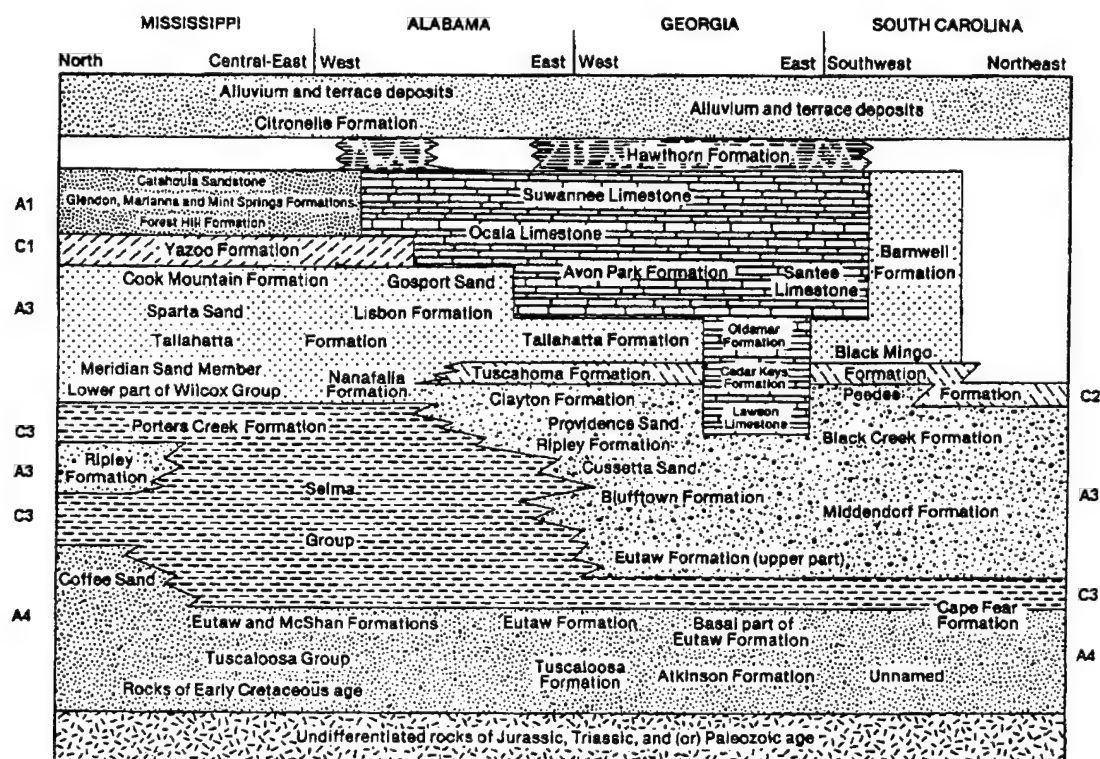 MISSISSIPPI ALABAMA GEORGIA SOUTH CAROLINA
North Central-East West East West East Southwest Northeast
Alluvium and terrace deposits
Alluvium and terrace deposits
Citronelle Formation
Hawthorn Formation
Catahoula Sandstone
Suwannee Limestone
A1
Glendon, Marianna and Mint Springs Formations
Forest Hill Formation
Ocala Limestone
C1
Yazoo Formation
Barnwell
Formation
Cook Mountain Formation
Gosport Sand
Avon Park Formation
Santee
Limestone
A3
Sparta Sand
Lisbon Formation
Tallahatta Formation
Tallahatta Formation
Oldsmar
Formation
Black Mingo
Formation
Meridian Sand Member
Lower part of Wilcox Group
Nanafalia
Formation
Tuscahoma Formation
Cedar Keys
Formation
Peedee Formation
C2
Clayton Formation
Lawson
Limestone
C3
Porters Creek Formation
Providence Sand
Ripley Formation
Black Creek Formation
Ripley
Formation
A3
Cussetta Sand
Selma
Group
Blufftown Formation
A3
C3
Middendorf Formation
Eutaw Formation (upper part)
Coffee Sand
C3
Cape Fear
Formation
A4
Eutaw and McShan Formations
Eutaw Formation
Basal part of
Eutaw Formation
Tuscaloosa Group
A4
Tuscaloosa
Formation
Atkinson Formation
Unnamed
Rocks of Early Cretaceous age
Undifferentiated rocks of Jurassic, Triassic, and (or) Paleozoic age